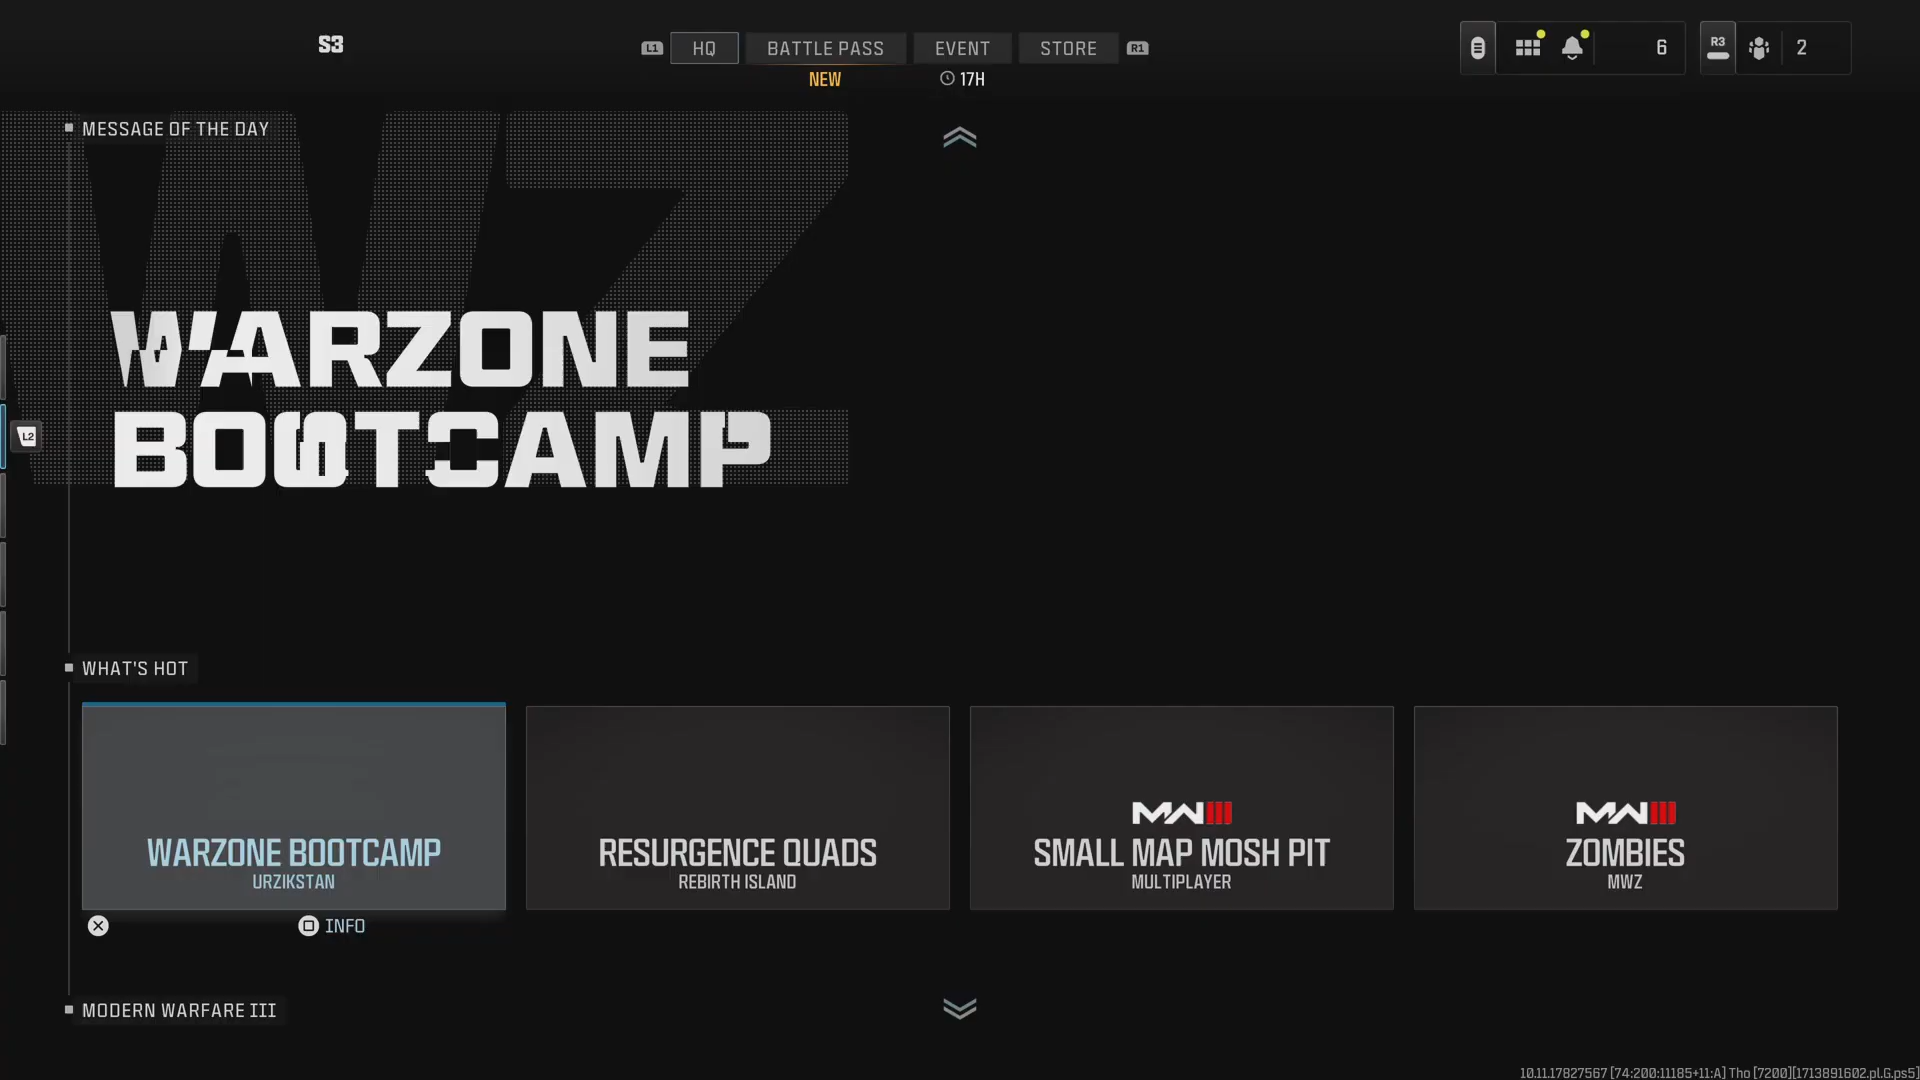 S3
L1 HQ BATTLE PASS EVENT STORE R1
NEW 17H
6 R3 2
MESSAGE OF THE DAY
WARZONE
BOOTCAMP
L2
WHAT'S HOT
WARZONE BOOTCAMP
URZIKSTAN
RESURGENCE QUADS
REBIRTH ISLAND
MWIII
SMALL MAP MOSH PIT
MULTIPLAYER
MWIII
ZOMBIES
MWZ
INFO
MODERN WARFARE III
10.11.17827567 [74:200:11185+11:A] Tho [7200][1713891602.pl.G.ps5]